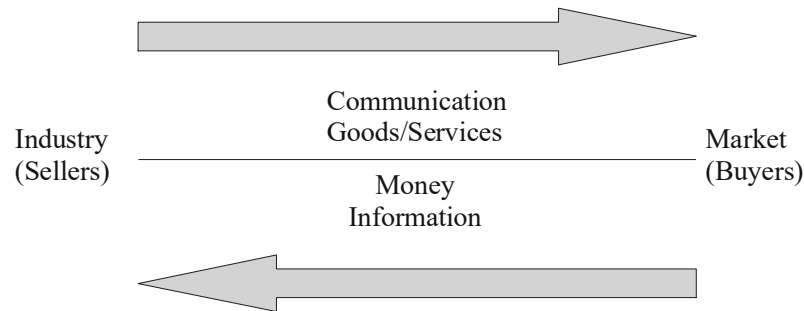 Communication
Goods/Services
Industry
(Sellers)
Market
(Buyers)
Money
Information